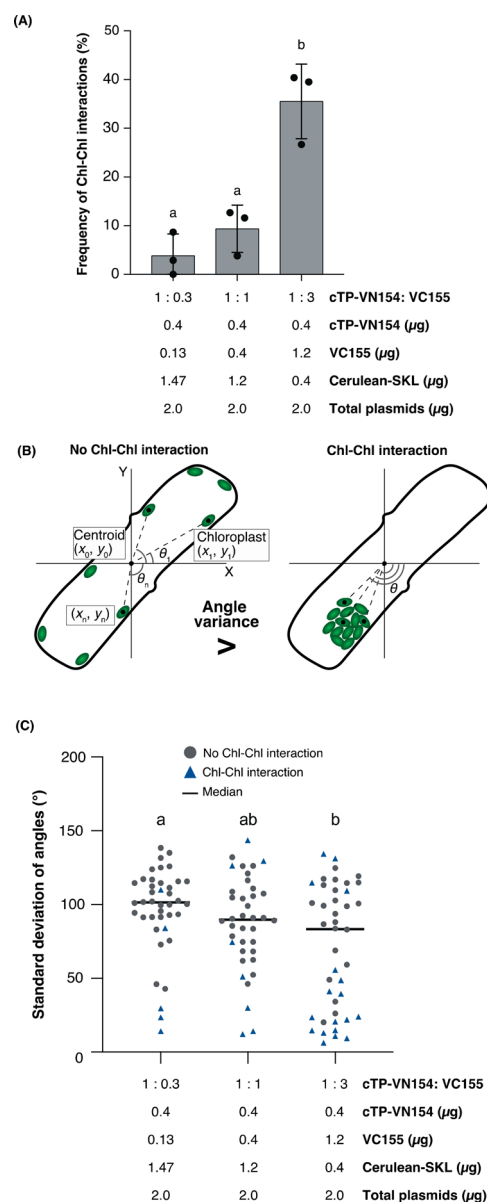 (A)
Frequency of Chl-Chl interactions (%)
50
40
30
20
10
0
a
a
b
1 : 0.3 1 : 1 1 : 3 cTP-VN154: VC155
0.4 0.4 0.4 cTP-VN154 (µg)
0.13 0.4 1.2 VC155 (µg)
1.47 1.2 0.4 Cerulean-SKL (µg)
2.0 2.0 2.0 Total plasmids (µg)
(B)
No Chl-Chl interaction
Chl-Chl interaction
Y
Centroid
(x0, y0)
Chloroplast
(x1, y1)
θ1
X
θn
(xn, yn)
Angle
variance
>
θ
(C)
Standard deviation of angles (°)
No Chl-Chl interaction
Chl-Chl interaction
Median
200
150
100
50
0
a
ab
b
1 : 0.3 1 : 1 1 : 3 cTP-VN154: VC155
0.4 0.4 0.4 cTP-VN154 (µg)
0.13 0.4 1.2 VC155 (µg)
1.47 1.2 0.4 Cerulean-SKL (µg)
2.0 2.0 2.0 Total plasmids (µg)